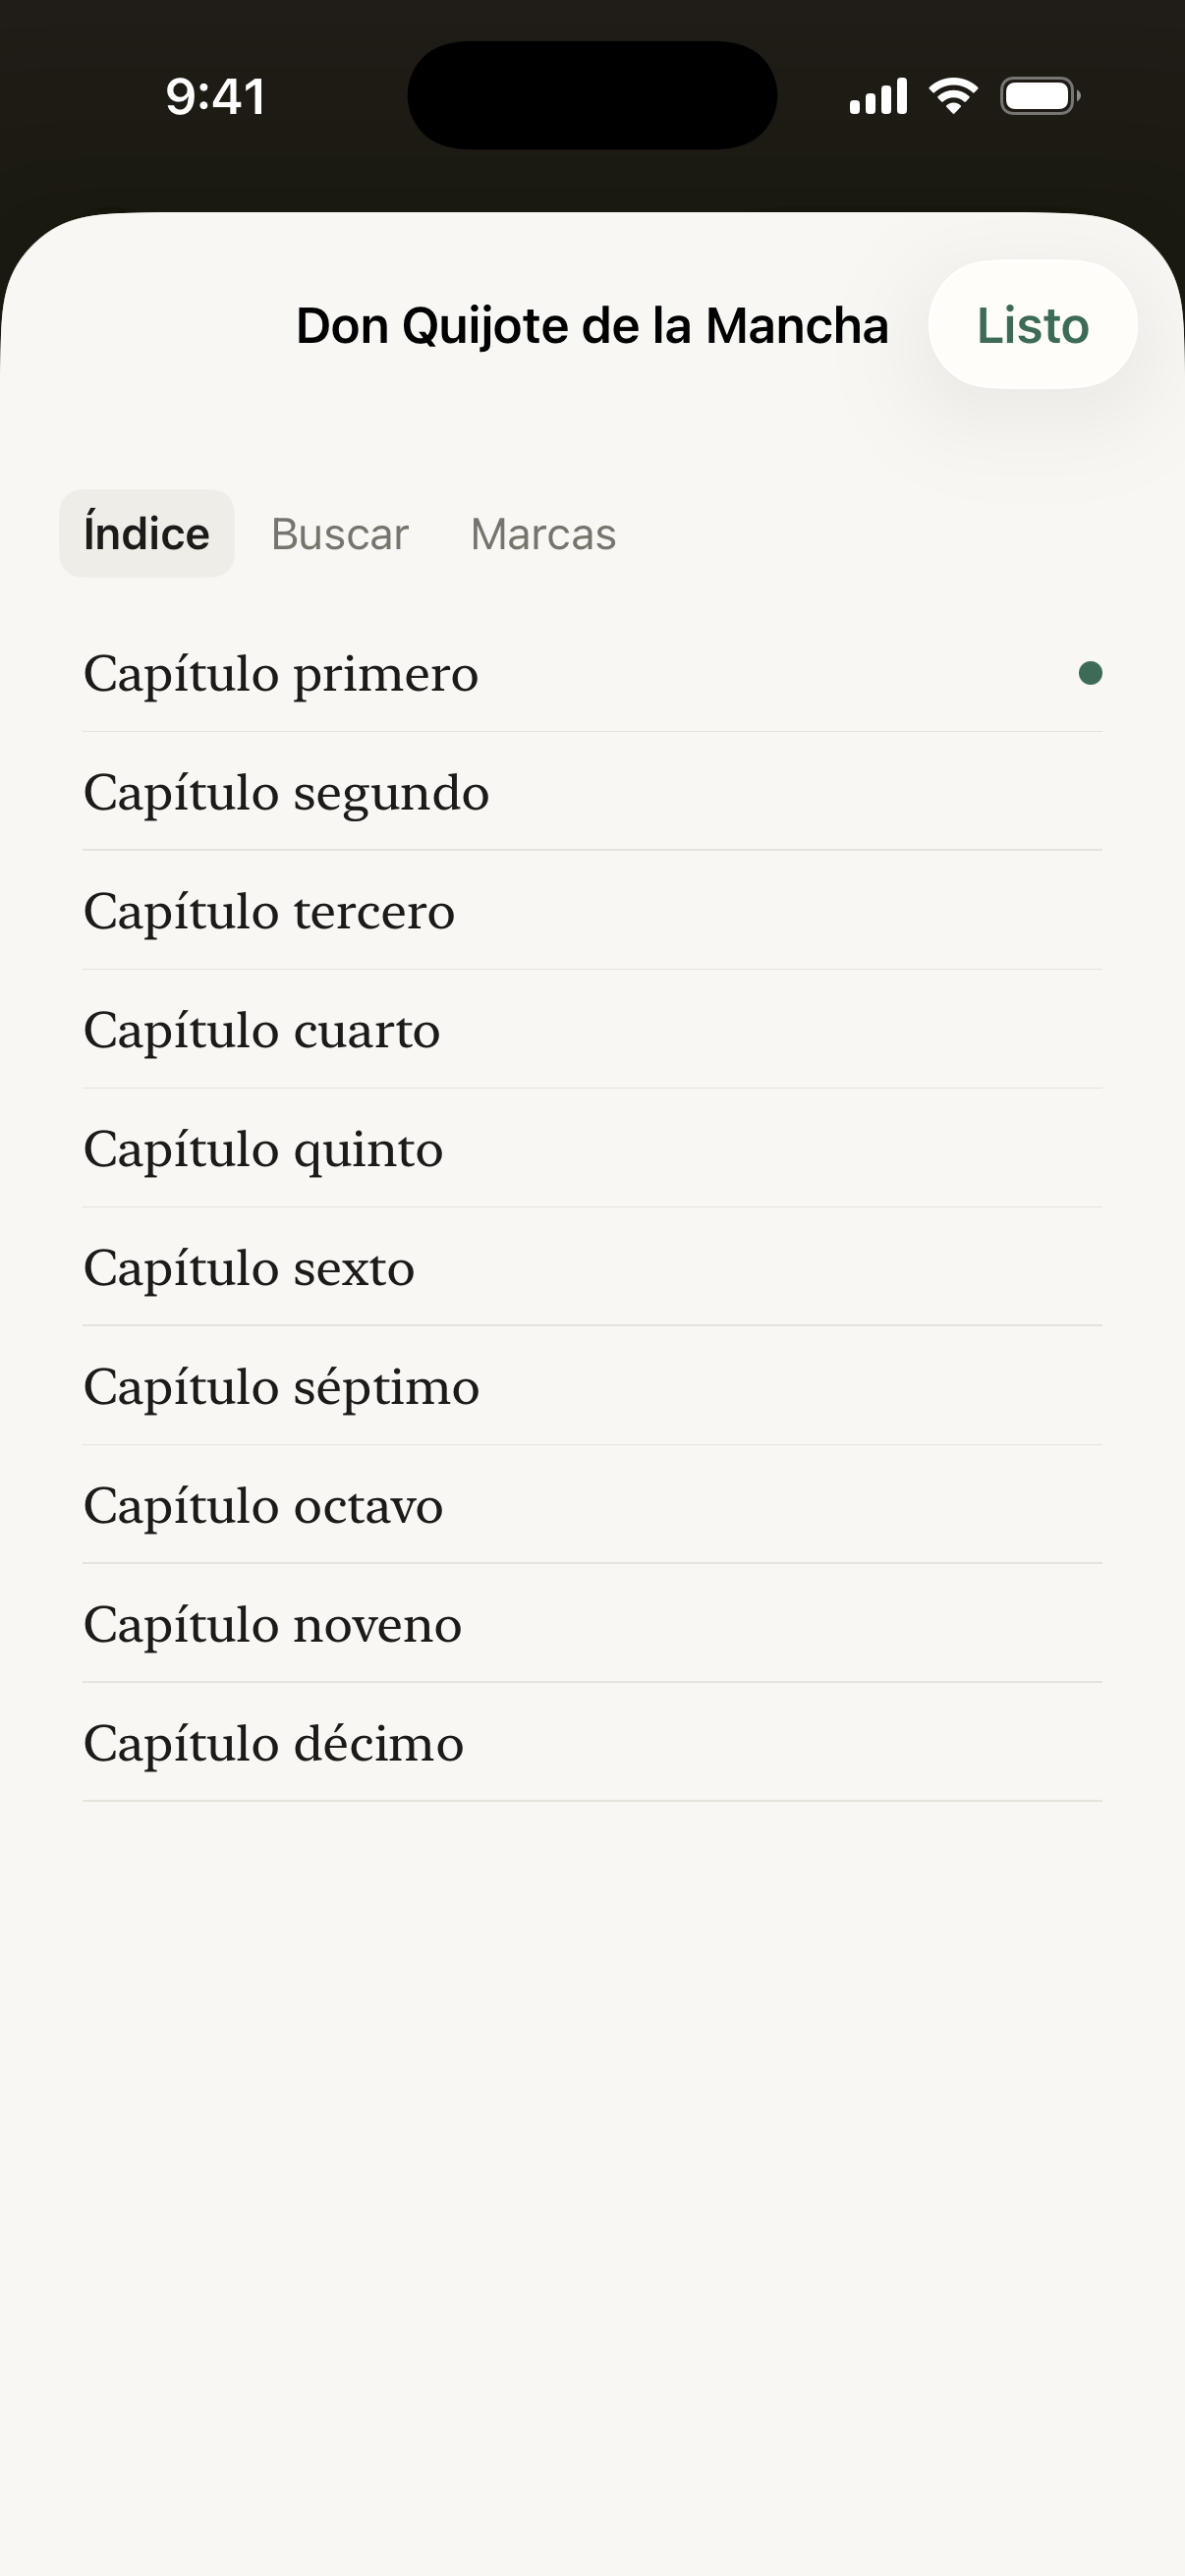 9:41
Don Quijote de la Mancha
Listo
Índice Buscar Marcas
Capítulo primero
Capítulo segundo
Capítulo tercero
Capítulo cuarto
Capítulo quinto
Capítulo sexto
Capítulo séptimo
Capítulo octavo
Capítulo noveno
Capítulo décimo